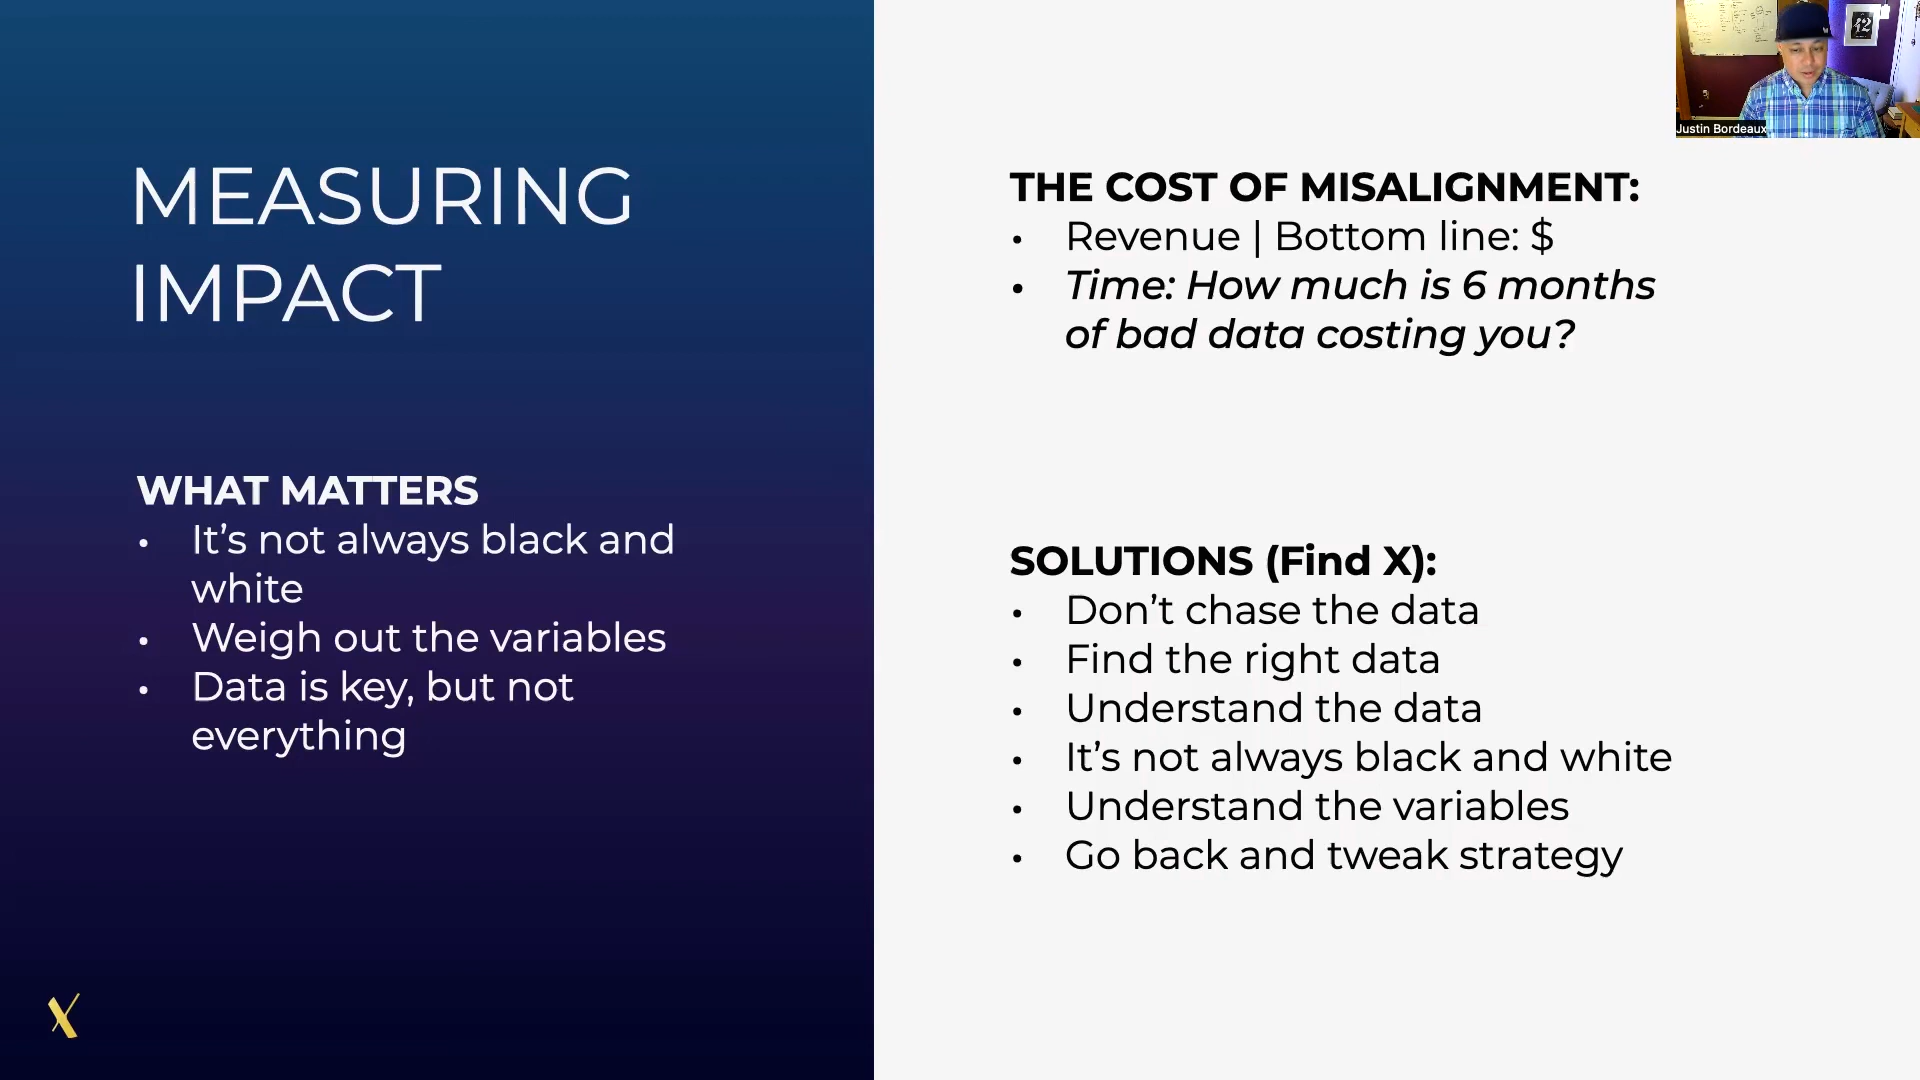 MEASURING
IMPACT
WHAT MATTERS
• It’s not always black and
white
• Weigh out the variables
• Data is key, but not
everything
X
THE COST OF MISALIGNMENT:
• Revenue | Bottom line: $
• Time: How much is 6 months
of bad data costing you?
SOLUTIONS (Find X):
• Don’t chase the data
• Find the right data
• Understand the data
• It’s not always black and white
• Understand the variables
• Go back and tweak strategy
42
Justin Bordeaux